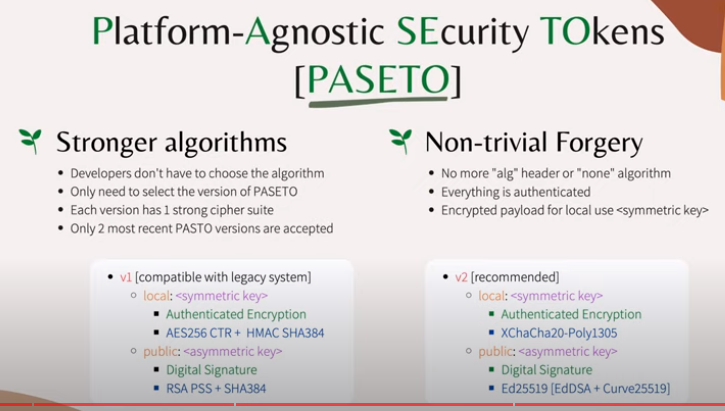 Platform-Agnostic SEcurity TOkens
[PASETO]
Stronger algorithms
• Developers don't have to choose the algorithm
• Only need to select the version of PASETO
• Each version has 1 strong cipher suite
• Only 2 most recent PASTO versions are accepted
• v1 [compatible with legacy system]
◦ local: <symmetric key>
▪ Authenticated Encryption
▪ AES256 CTR + HMAC SHA384
◦ public: <asymmetric key>
▪ Digital Signature
▪ RSA PSS + SHA384
Non-trivial Forgery
• No more "alg" header or "none" algorithm
• Everything is authenticated
• Encrypted payload for local use <symmetric key>
• v2 [recommended]
◦ local: <symmetric key>
▪ Authenticated Encryption
▪ XChaCha20-Poly1305
◦ public: <asymmetric key>
▪ Digital Signature
▪ Ed25519 [EdDSA + Curve25519]